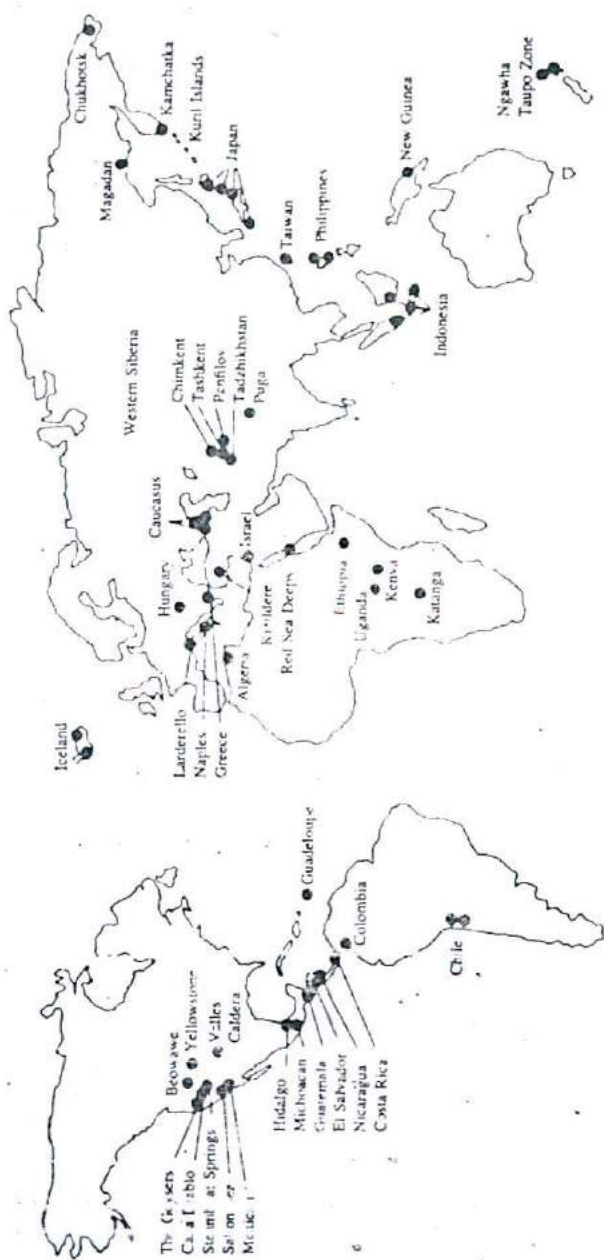 Beowawe
Yellowstone
Valles
Caldera
Hidalgo
Michoacan
Guatemala
El Salvador
Nicaragua
Costa Rica
Guadeloupe
Colombia
Chile
Iceland
Larderello
Naples
Greece
Algeria
Hungary
Caucasus
Israel
Red Sea Deeps
Ethiopia
Uganda
Kenya
Katanga
Western Siberia
Chimkent
Tashkent
Panfilov
Tadzhikhstan
Puga
Magadan
Chukhotsk
Kamchatka
Kuril Islands
Japan
Taiwan
Philippines
Indonesia
New Guinea
Ngawha
Taupo Zone